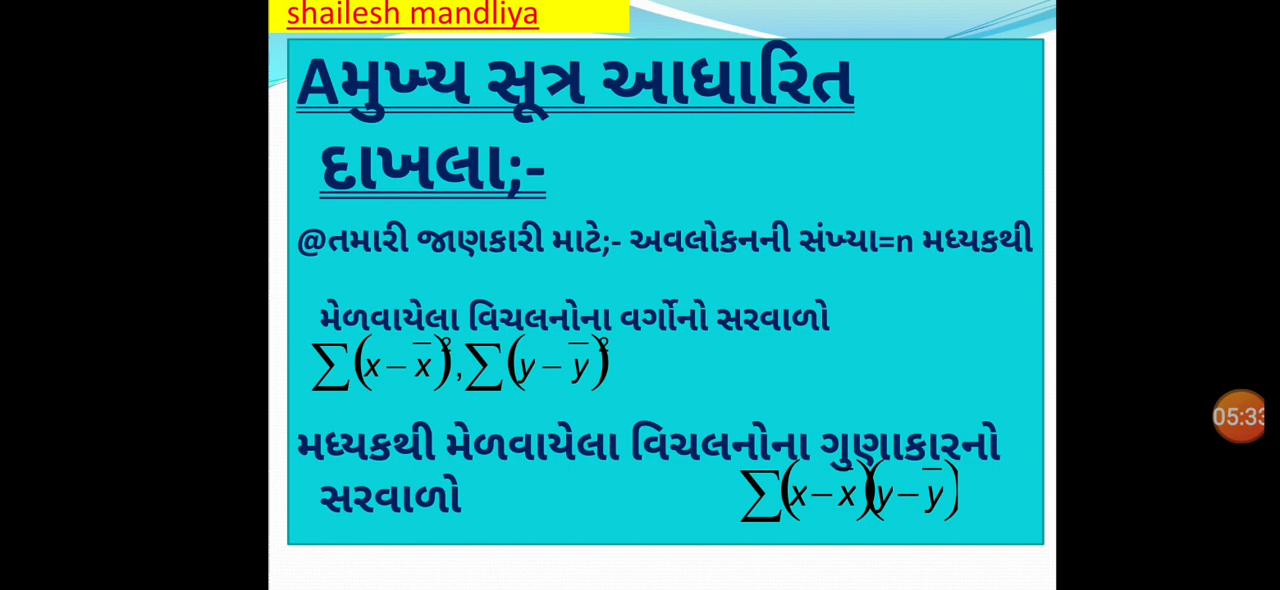 shailesh mandliya
Aમુખ્ય સૂત્ર આધારિત
દાખલા;-
@તમારી જાણકારી માટે;- અવલોકનની સંખ્યા=n મધ્યકથી
મેળવાયેલા વિચલનોના વર્ગોનો સરવાળો
∑(x − x̅)², ∑(y − y̅)²
મધ્યકથી મેળવાયેલા વિચલનોના ગુણાકારનો
સરવાળો ∑(x − x̅)(y − y̅)
05:33